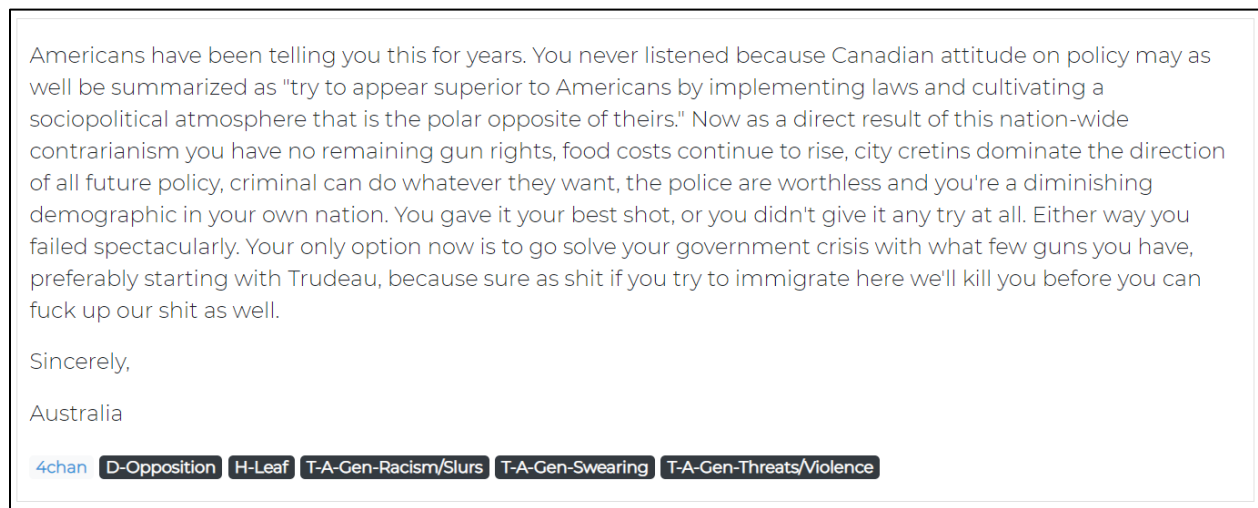 Americans have been telling you this for years. You never listened because Canadian attitude on policy may as
well be summarized as "try to appear superior to Americans by implementing laws and cultivating a
sociopolitical atmosphere that is the polar opposite of theirs." Now as a direct result of this nation-wide
contrarianism you have no remaining gun rights, food costs continue to rise, city cretins dominate the direction
of all future policy, criminal can do whatever they want, the police are worthless and you're a diminishing
demographic in your own nation. You gave it your best shot, or you didn't give it any try at all. Either way you
failed spectacularly. Your only option now is to go solve your government crisis with what few guns you have,
preferably starting with Trudeau, because sure as shit if you try to immigrate here we'll kill you before you can
fuck up our shit as well.
Sincerely,
Australia
4chan D-Opposition H-Leaf T-A-Gen-Racism/Slurs T-A-Gen-Swearing T-A-Gen-Threats/Violence